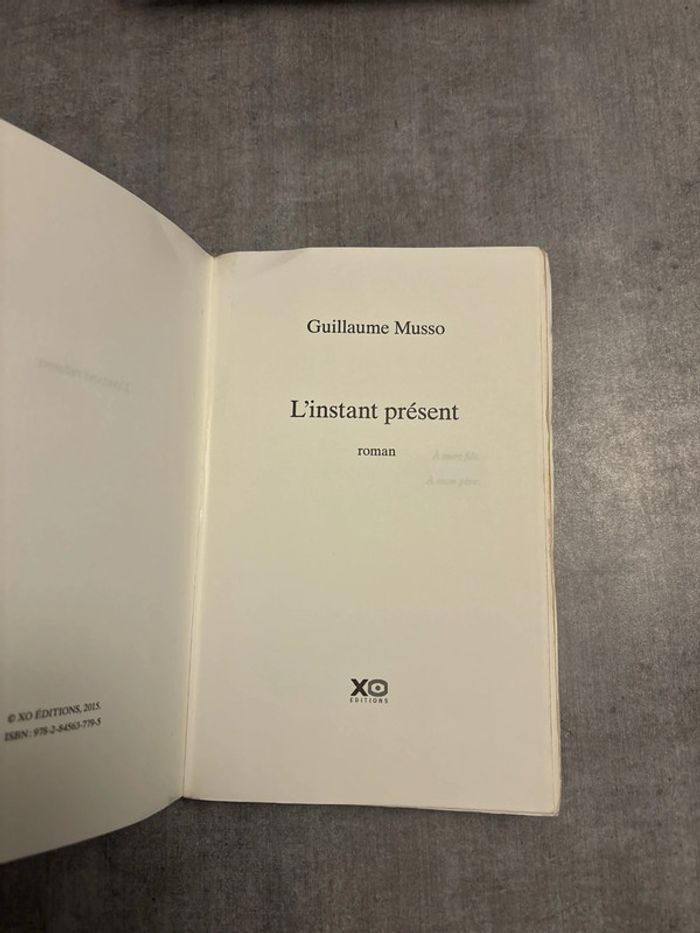 © XO ÉDITIONS, 2015.
ISBN : 978-2-84563-779-5
Guillaume Musso
L'instant présent
roman
À mon fils.
À mon père.
XO
EDITIONS